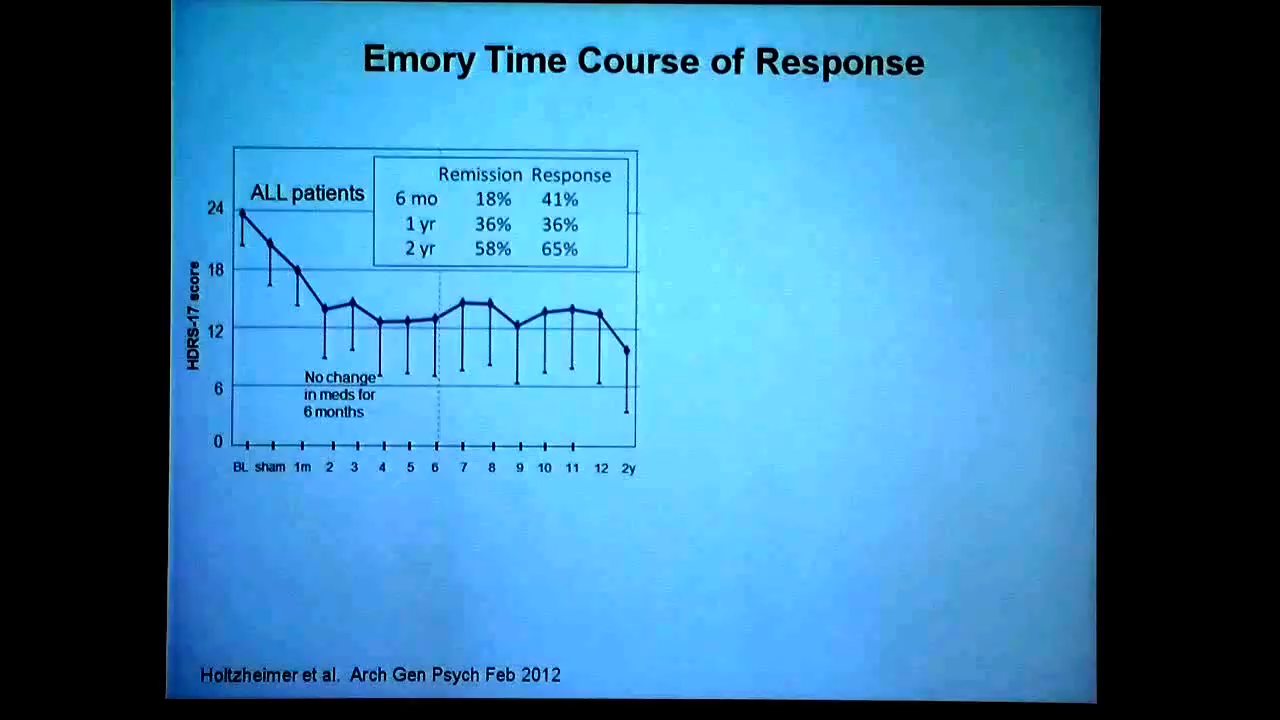 Emory Time Course of Response
ALL patients
Remission Response
6 mo 18% 41%
1 yr 36% 36%
2 yr 58% 65%
HDRS-17 score
24
18
12
6
0
No change
in meds for
6 months
BL sham 1m 2 3 4 5 6 7 8 9 10 11 12 2y
Holtzheimer et al. Arch Gen Psych Feb 2012